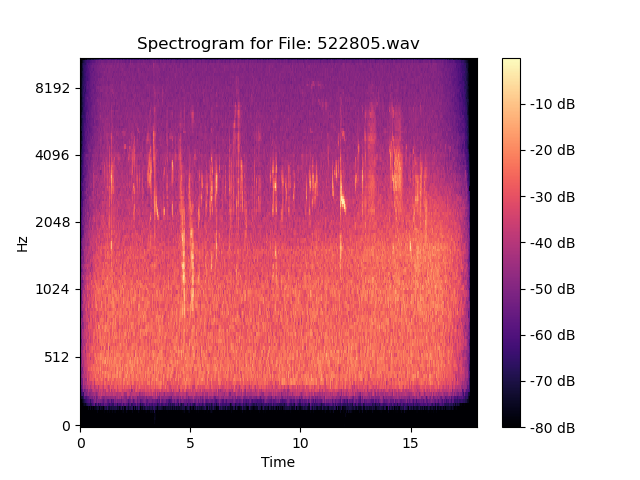 Spectrogram for File: 522805.wav
8192
4096
2048
1024
512
0
Hz
0
5
10
15
Time
-10 dB
-20 dB
-30 dB
-40 dB
-50 dB
-60 dB
-70 dB
-80 dB